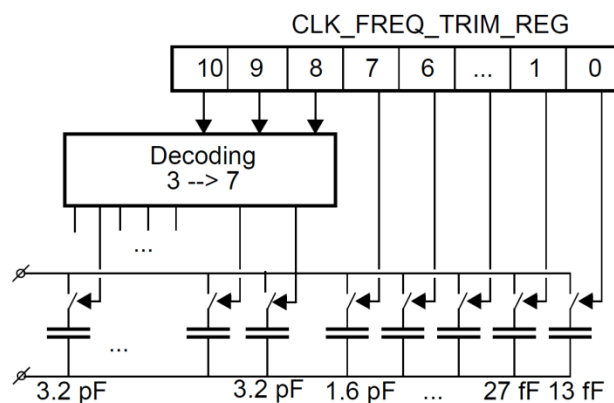 CLK_FREQ_TRIM_REG
10 9 8 7 6 ... 1 0
Decoding
3 --> 7
...
...
3.2 pF 3.2 pF 1.6 pF ... 27 fF 13 fF